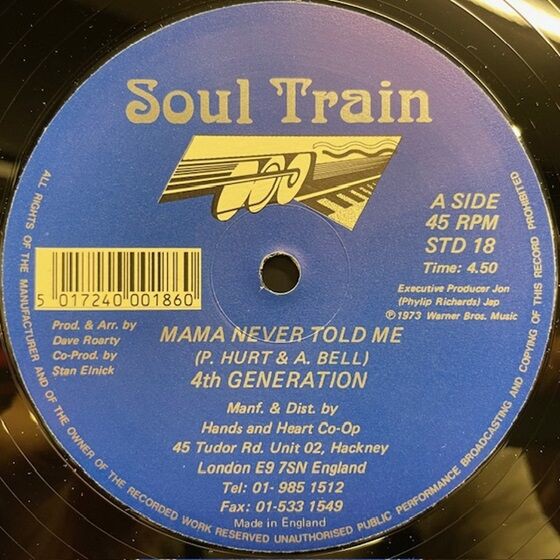 Soul Train
A SIDE
45 RPM
STD 18
Time: 4.50
Executive Producer Jon
(Phylip Richards) Jap
℗1973 Warner Bros. Music
5 017240 001860
Prod. & Arr. by
Dave Roarty
Co-Prod. by
Stan Elnick
MAMA NEVER TOLD ME
(P. HURT & A. BELL)
4th GENERATION
Manf. & Dist. by
Hands and Heart Co-Op
45 Tudor Rd. Unit 02, Hackney
London E9 7SN England
Tel: 01- 985 1512
Fax: 01-533 1549
Made in England
ALL RIGHTS OF THE MANUFACTURER AND OF THE OWNER OF THE RECORDED WORK RESERVED UNAUTHORISED PUBLIC PERFORMANCE BROADCASTING AND COPYING OF THIS RECORD PROHIBITED